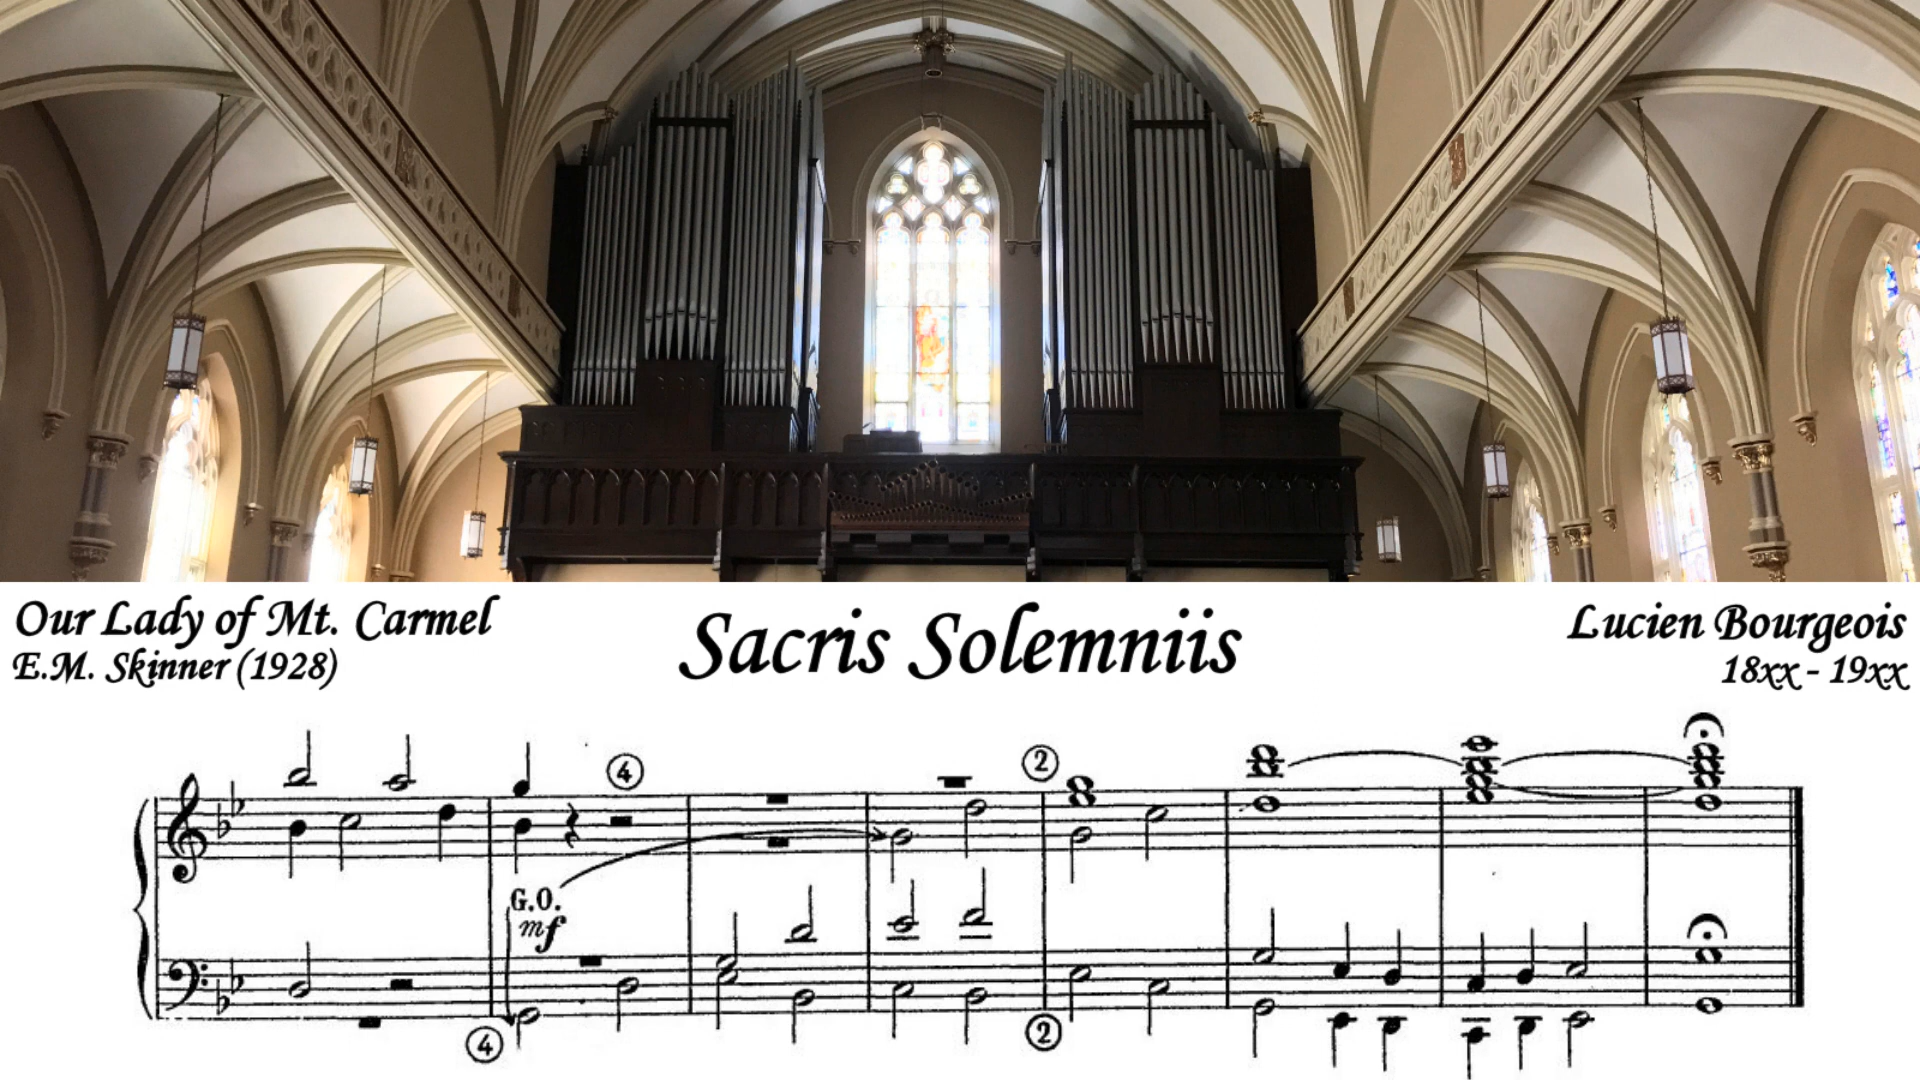 Our Lady of Mt. Carmel
E.M. Skinner (1928)
Sacris Solemniis
Lucien Bourgeois
18xx - 19xx
4
2
G.O.
mf
4
2